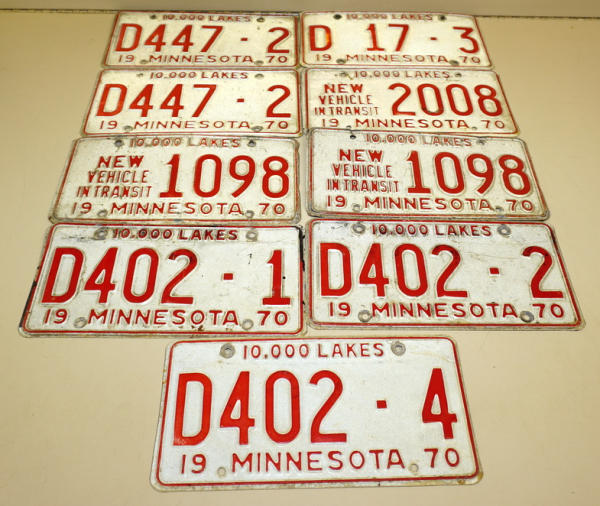 10,000 LAKES
D447·2
19 MINNESOTA 70
10,000 LAKES
D 17·3
19 MINNESOTA 70
10,000 LAKES
D447·2
19 MINNESOTA 70
10,000 LAKES
NEW VEHICLE IN TRANSIT 2008
19 MINNESOTA 70
10,000 LAKES
NEW VEHICLE IN TRANSIT 1098
19 MINNESOTA 70
10,000 LAKES
NEW VEHICLE IN TRANSIT 1098
19 MINNESOTA 70
10,000 LAKES
D402·1
19 MINNESOTA 70
10,000 LAKES
D402·2
19 MINNESOTA 70
10,000 LAKES
D402·4
19 MINNESOTA 70